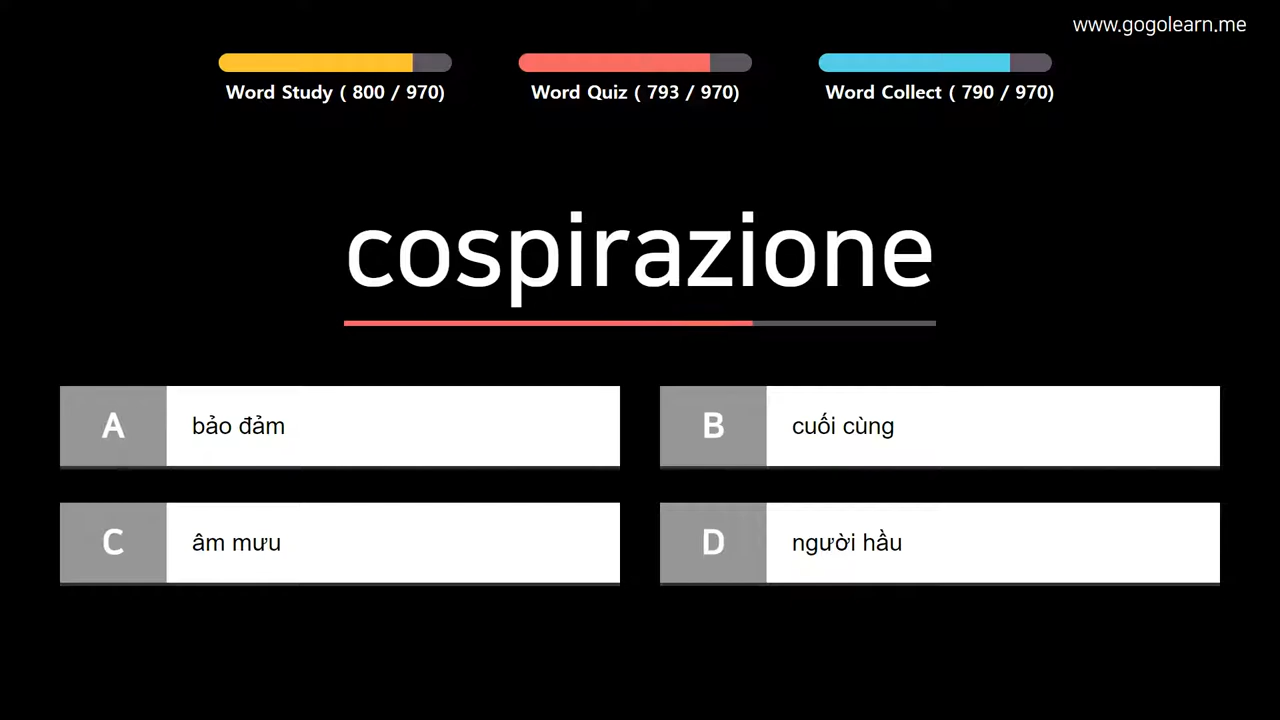 www.gogolearn.me
Word Study ( 800 / 970)
Word Quiz ( 793 / 970)
Word Collect ( 790 / 970)
cospirazione
A bảo đảm
B cuối cùng
C âm mưu
D người hầu